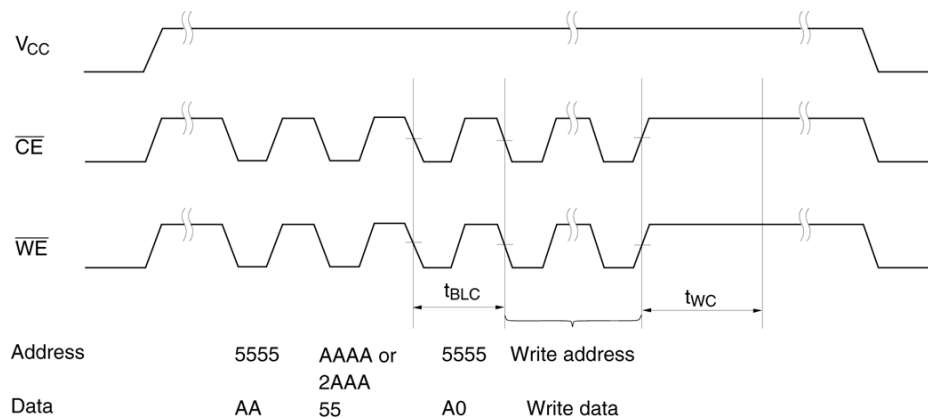 VCC
CE
WE
tBLC
tWC
Address 5555 AAAA or 5555 Write address
2AAA
Data AA 55 A0 Write data